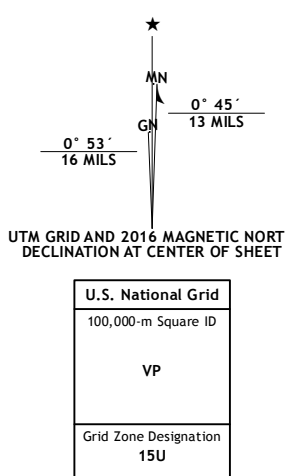 ★
MN
0° 45´
13 MILS
GN
0° 53´
16 MILS
UTM GRID AND 2016 MAGNETIC NORT
DECLINATION AT CENTER OF SHEET
U.S. National Grid
100,000-m Square ID
VP
Grid Zone Designation
15U